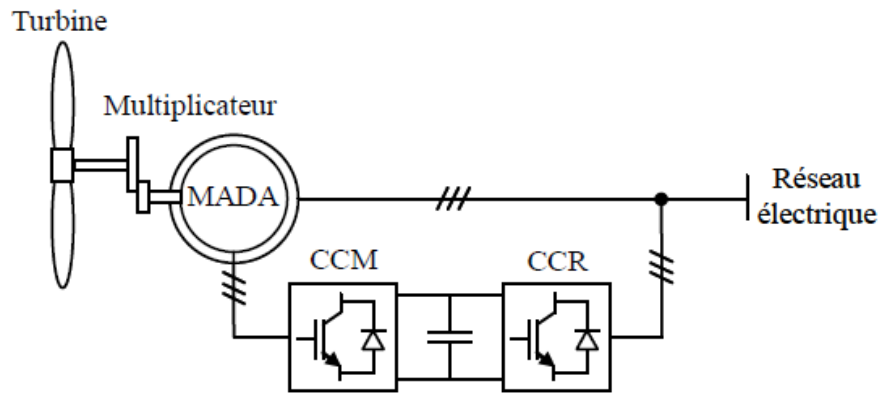 Turbine
Multiplicateur
MADA
Réseau
électrique
CCM
CCR